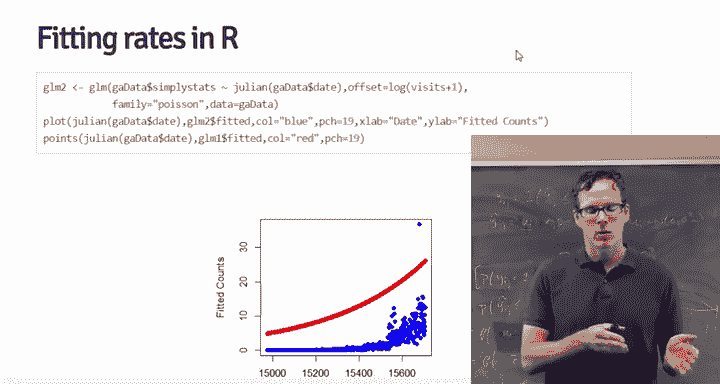 Fitting rates in R
glm2 <- glm(gaData$simplystats ~ julian(gaData$date),offset=log(visits+1),
family="poisson",data=gaData)
plot(julian(gaData$date),glm2$fitted,col="blue",pch=19,xlab="Date",ylab="Fitted Counts")
points(julian(gaData$date),glm1$fitted,col="red",pch=19)
Fitted Counts
30
20
10
0
15000 15200 15400 15600